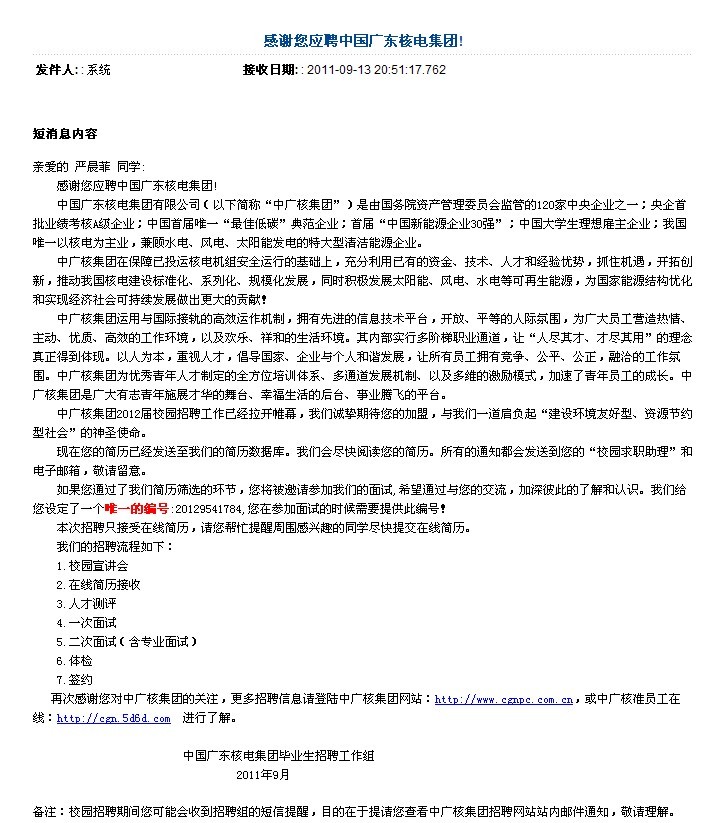 感谢您应聘中国广东核电集团!
发件人: : 系统 接收日期: : 2011-09-13 20:51:17.762
短消息内容
亲爱的 严晨菲 同学:
感谢您应聘中国广东核电集团!
中国广东核电集团有限公司（以下简称“中广核集团”）是由国务院资产管理委员会监管的120家中央企业之一；央企首
批业绩考核A级企业；中国首届唯一“最佳低碳”典范企业；首届“中国新能源企业30强”；中国大学生理想雇主企业；我国
唯一以核电为主业，兼顾水电、风电、太阳能发电的特大型清洁能源企业。
中广核集团在保障已投运核电机组安全运行的基础上，充分利用已有的资金、技术、人才和经验优势，抓住机遇，开拓创
新，推动我国核电建设标准化、系列化、规模化发展，同时积极发展太阳能、风电、水电等可再生能源，为国家能源结构优化
和实现经济社会可持续发展做出更大的贡献！
中广核集团运用与国际接轨的高效运作机制，拥有先进的信息技术平台，开放、平等的人际氛围，为广大员工营造热情、
主动、优质、高效的工作环境，以及欢乐、祥和的生活环境。其内部实行多阶梯职业通道，让“人尽其才、才尽其用”的理念
真正得到体现。以人为本，重视人才，倡导国家、企业与个人和谐发展，让所有员工拥有竞争、公平、公正，融洽的工作氛
围。中广核集团为优秀青年人才制定的全方位培训体系、多通道发展机制、以及多维的激励模式，加速了青年员工的成长。中
广核集团是广大有志青年施展才华的舞台、幸福生活的后台、事业腾飞的平台。
中广核集团2012届校园招聘工作已经拉开帷幕，我们诚挚期待您的加盟，与我们一道肩负起“建设环境友好型、资源节约
型社会”的神圣使命。
现在您的简历已经发送至我们的简历数据库。我们会尽快阅读您的简历。所有的通知都会发送到您的“校园求职助理”和
电子邮箱，敬请留意。
如果您通过了我们简历筛选的环节，您将被邀请参加我们的面试,希望通过与您的交流，加深彼此的了解和认识。我们给
您设定了一个唯一的编号:20129541784,您在参加面试的时候需要提供此编号！
本次招聘只接受在线简历，请您帮忙提醒周围感兴趣的同学尽快提交在线简历。
我们的招聘流程如下：
1.校园宣讲会
2.在线简历接收
3.人才测评
4.一次面试
5.二次面试（含专业面试）
6.体检
7.签约
再次感谢您对中广核集团的关注，更多招聘信息请登陆中广核集团网站：http://www.cgnpc.com.cn，或中广核准员工在
线：http://cgn.5d6d.com 进行了解。
中国广东核电集团毕业生招聘工作组
2011年9月
备注：校园招聘期间您可能会收到招聘组的短信提醒，目的在于提请您查看中广核集团招聘网站站内邮件通知，敬请理解。